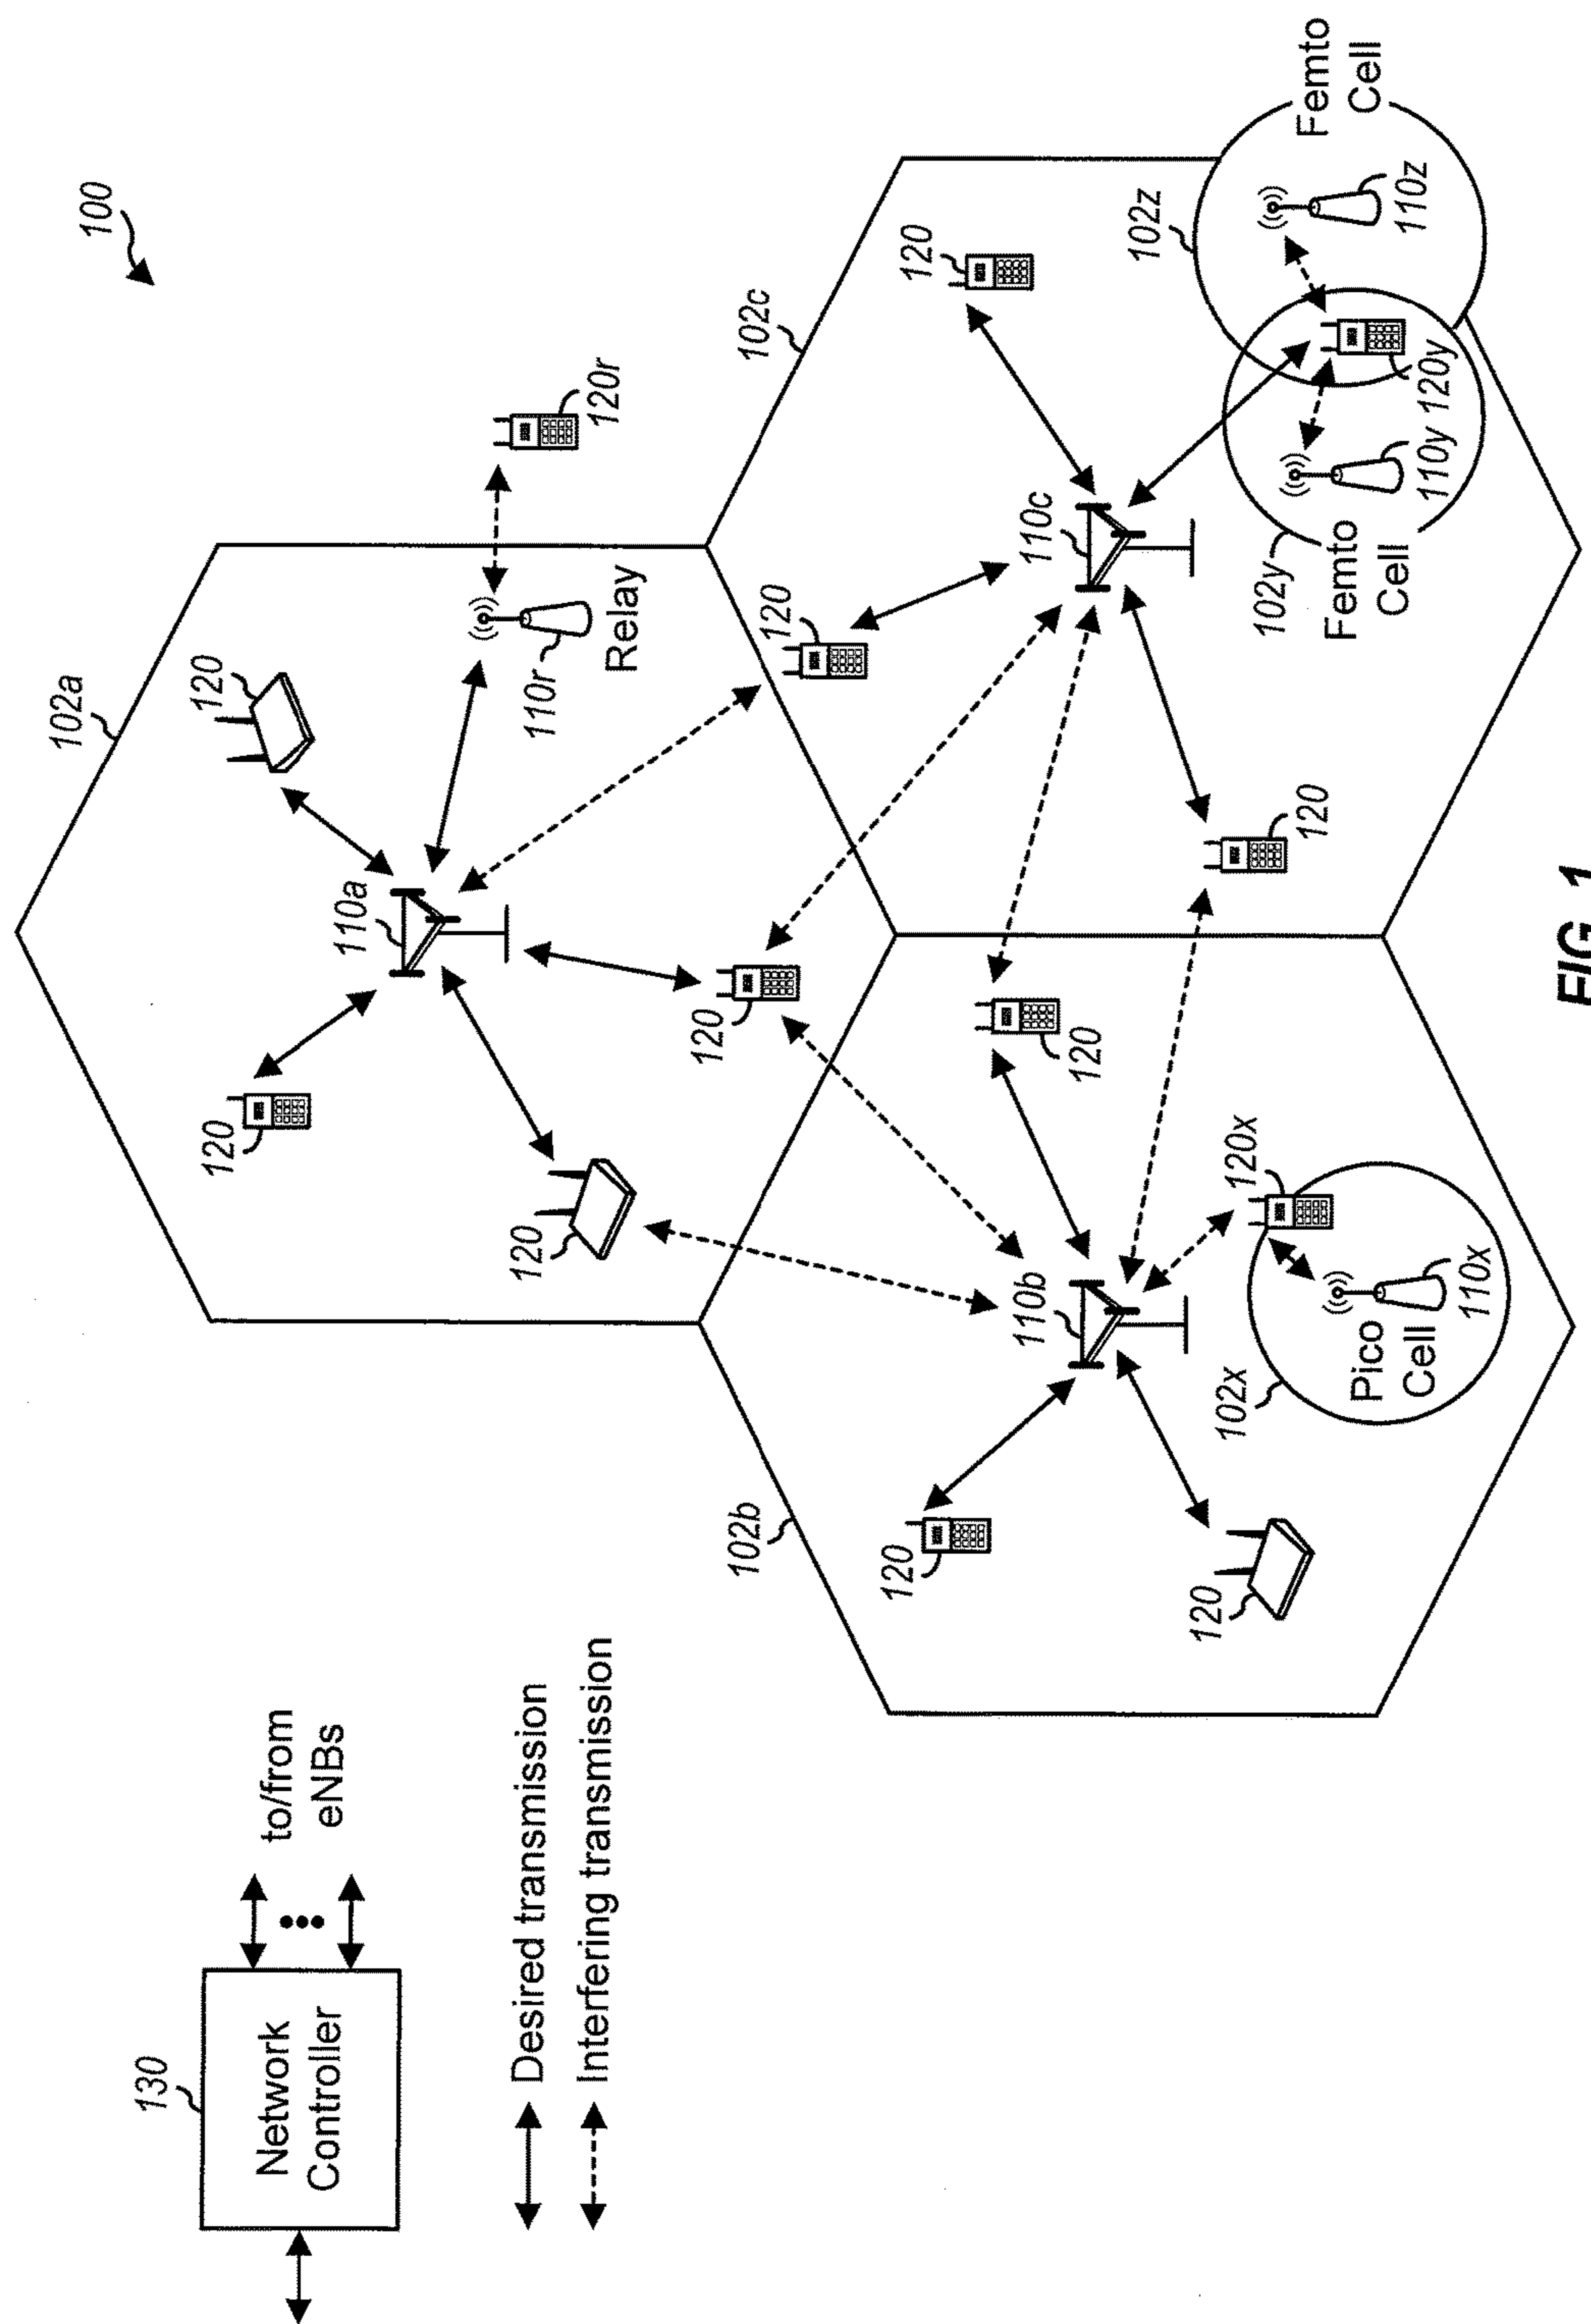 100
130
Network
Controller
to/from
eNBs
Desired transmission
Interfering transmission
102a
120
120
110a
120
110r
Relay
120r
120
102b
120
110b
120
120
120x
102x
Pico
Cell
110x
102c
120
120
110c
120
102z
Femto
Cell
110z
102y
Femto
Cell
110y
120y
FIG. 1